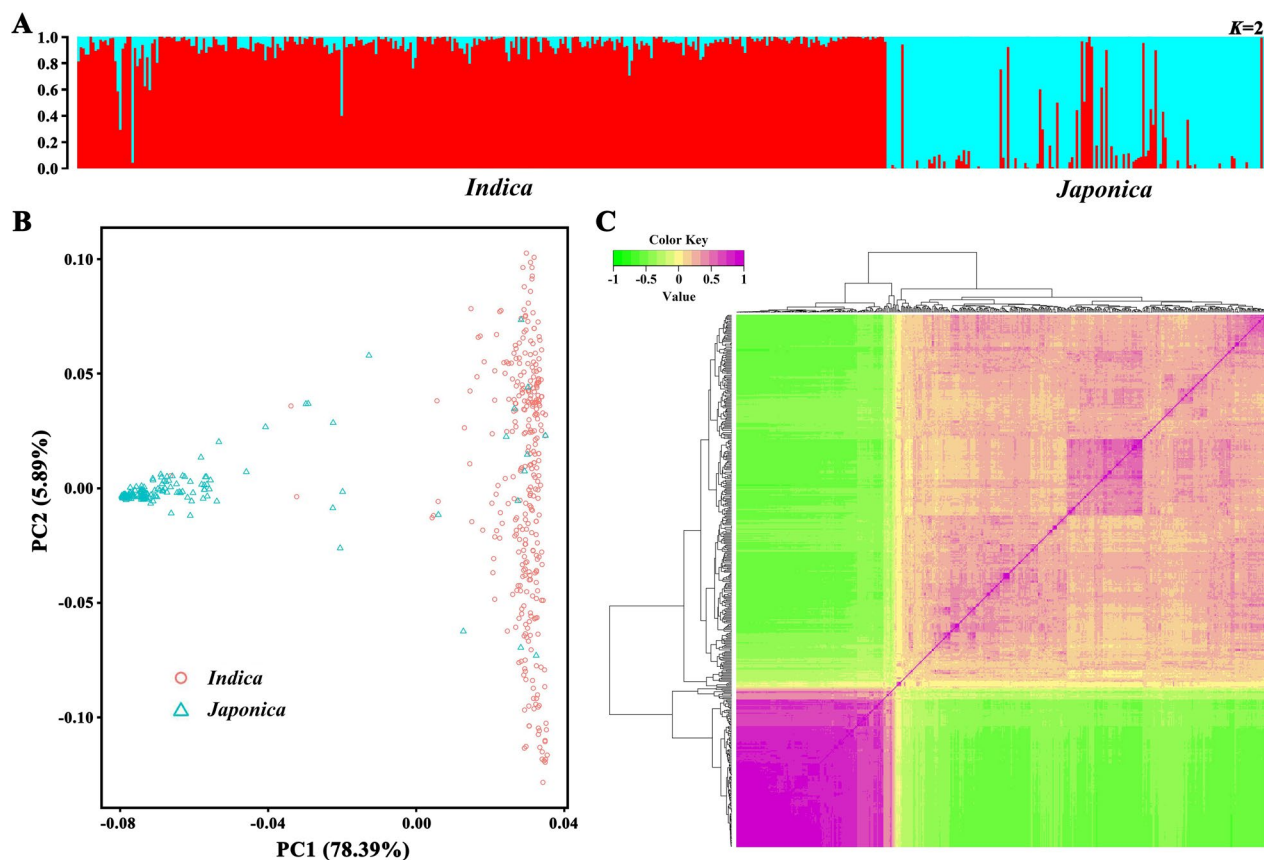 A
K=2
1.0
0.8
0.6
0.4
0.2
0.0
Indica
Japonica
B
0.10
0.05
0.00
-0.05
-0.10
PC2 (5.89%)
Indica
Japonica
-0.08
-0.04
0.00
0.04
PC1 (78.39%)
C
Color Key
-1 -0.5 0 0.5 1
Value